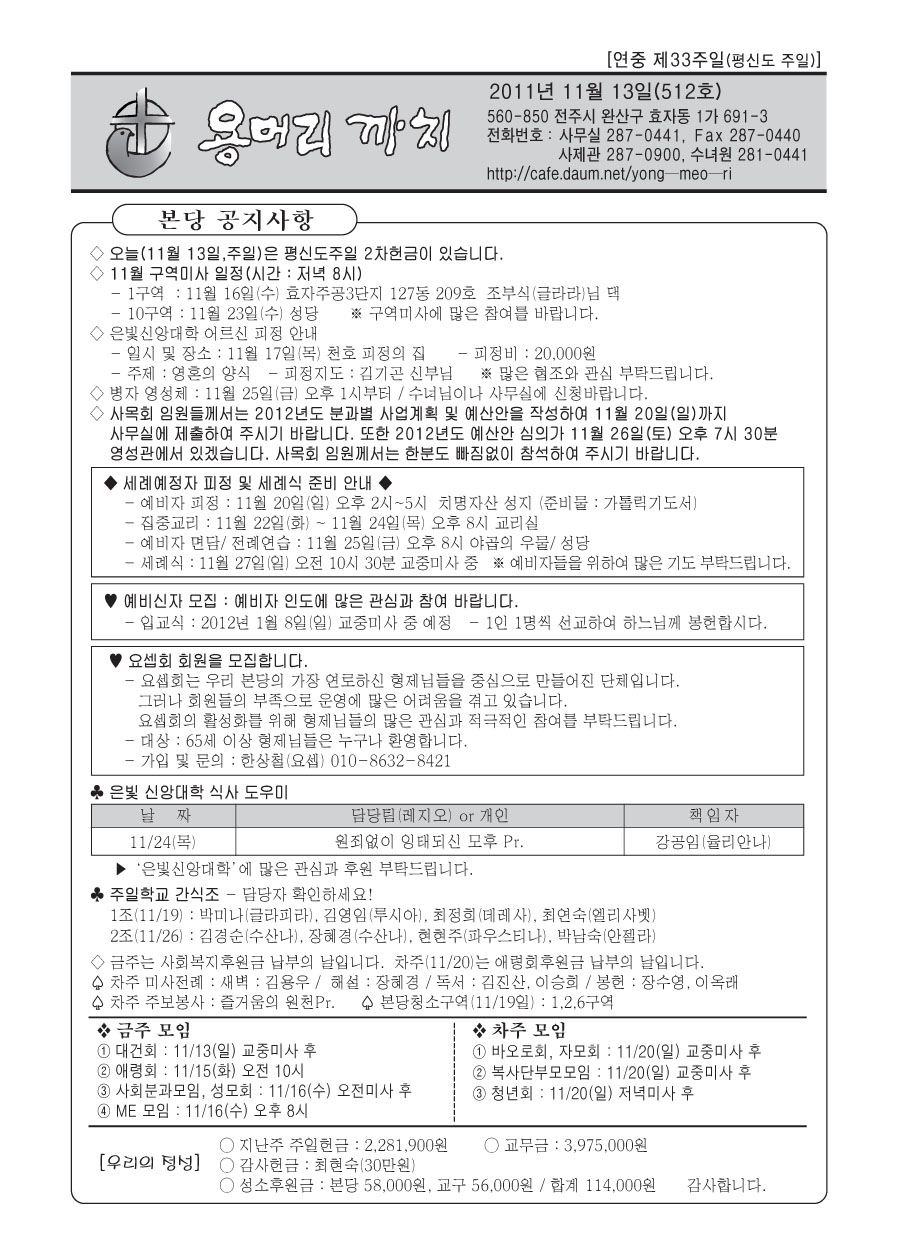 [연중 제33주일(평신도 주일)]
용머리 까치
2011년 11월 13일(512호)
560-850 전주시 완산구 효자동 1가 691-3
전화번호 : 사무실 287-0441, Fax 287-0440
사제관 287-0900, 수녀원 281-0441
http://cafe.daum.net/yong—meo—ri
본당 공지사항
◇ 오늘(11월 13일,주일)은 평신도주일 2차헌금이 있습니다.
◇ 11월 구역미사 일정(시간 : 저녁 8시)
- 1구역 : 11월 16일(수) 효자주공3단지 127동 209호 조부식(글라라)님 댁
- 10구역 : 11월 23일(수) 성당 ※ 구역미사에 많은 참여를 바랍니다.
◇ 은빛신앙대학 어르신 피정 안내
- 일시 및 장소 : 11월 17일(목) 천호 피정의 집 - 피정비 : 20,000원
- 주제 : 영혼의 양식 - 피정지도 : 김기곤 신부님 ※ 많은 협조와 관심 부탁드립니다.
◇ 병자 영성체 : 11월 25일(금) 오후 1시부터 / 수녀님이나 사무실에 신청바랍니다.
◇ 사목회 임원들께서는 2012년도 분과별 사업계획 및 예산안을 작성하여 11월 20일(일)까지
사무실에 제출하여 주시기 바랍니다. 또한 2012년도 예산안 심의가 11월 26일(토) 오후 7시 30분
영성관에서 있겠습니다. 사목회 임원께서는 한분도 빠짐없이 참석하여 주시기 바랍니다.
◆ 세례예정자 피정 및 세례식 준비 안내 ◆
- 예비자 피정 : 11월 20일(일) 오후 2시~5시 치명자산 성지 (준비물 : 가톨릭기도서)
- 집중교리 : 11월 22일(화) ~ 11월 24일(목) 오후 8시 교리실
- 예비자 면담/ 전례연습 : 11월 25일(금) 오후 8시 야곱의 우물/ 성당
- 세례식 : 11월 27일(일) 오전 10시 30분 교중미사 중 ※ 예비자들을 위하여 많은 기도 부탁드립니다.
♥ 예비신자 모집 : 예비자 인도에 많은 관심과 참여 바랍니다.
- 입교식 : 2012년 1월 8일(일) 교중미사 중 예정 - 1인 1명씩 선교하여 하느님께 봉헌합시다.
♥ 요셉회 회원을 모집합니다.
- 요셉회는 우리 본당의 가장 연로하신 형제님들을 중심으로 만들어진 단체입니다.
그러나 회원들의 부족으로 운영에 많은 어려움을 겪고 있습니다.
요셉회의 활성화를 위해 형제님들의 많은 관심과 적극적인 참여를 부탁드립니다.
- 대상 : 65세 이상 형제님들은 누구나 환영합니다.
- 가입 및 문의 : 한상철(요셉) 010-8632-8421
♣ 은빛 신앙대학 식사 도우미
날 짜 담당팀(레지오) or 개인 책임자
11/24(목) 원죄없이 잉태되신 모후 Pr. 강공임(율리안나)
▶ '은빛신앙대학'에 많은 관심과 후원 부탁드립니다.
♣ 주일학교 간식조 - 담당자 확인하세요!
1조(11/19) : 박미나(글라피라), 김영임(루시아), 최정희(데레사), 최연숙(엘리사벳)
2조(11/26) : 김경순(수산나), 장혜경(수산나), 현현주(파우스티나), 박남숙(안젤라)
◇ 금주는 사회복지후원금 납부의 날입니다. 차주(11/20)는 애령회후원금 납부의 날입니다.
♤ 차주 미사전례 : 새벽 : 김용우 / 해설 : 장혜경 / 독서 : 김진산, 이승희 / 봉헌 : 장수영, 이옥래
♤ 차주 주보봉사 : 즐거움의 원천Pr. ♤ 본당청소구역(11/19일) : 1,2,6구역
❖ 금주 모임
① 대건회 : 11/13(일) 교중미사 후
② 애령회 : 11/15(화) 오전 10시
③ 사회분과모임, 성모회 : 11/16(수) 오전미사 후
④ ME 모임 : 11/16(수) 오후 8시
❖ 차주 모임
① 바오로회, 자모회 : 11/20(일) 교중미사 후
② 복사단부모모임 : 11/20(일) 교중미사 후
③ 청년회 : 11/20(일) 저녁미사 후
[우리의 정성]
○ 지난주 주일헌금 : 2,281,900원 ○ 교무금 : 3,975,000원
○ 감사헌금 : 최현숙(30만원)
○ 성소후원금 : 본당 58,000원, 교구 56,000원 / 합계 114,000원 감사합니다.